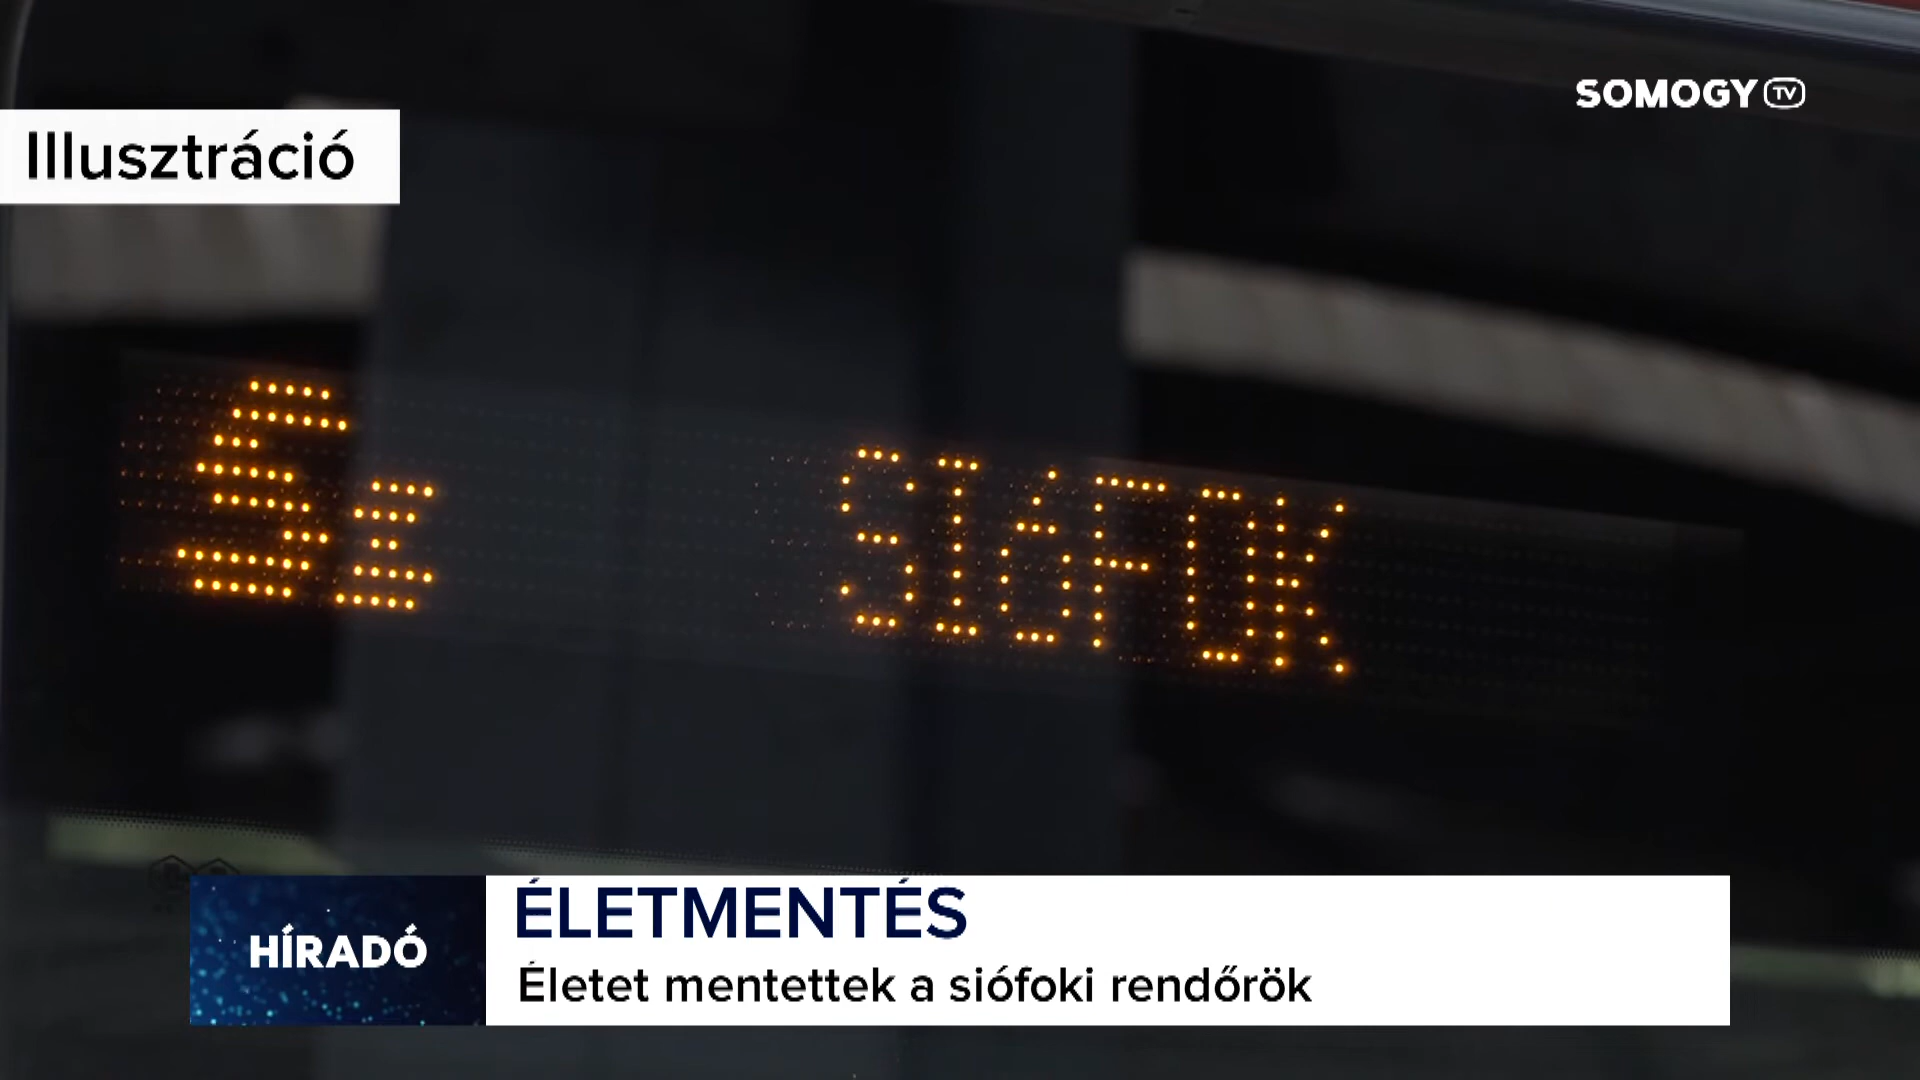 SOMOGY TV
Illusztráció
SIÓFOK
HÍRADÓ
ÉLETMENTÉS
Életet mentettek a siófoki rendőrök